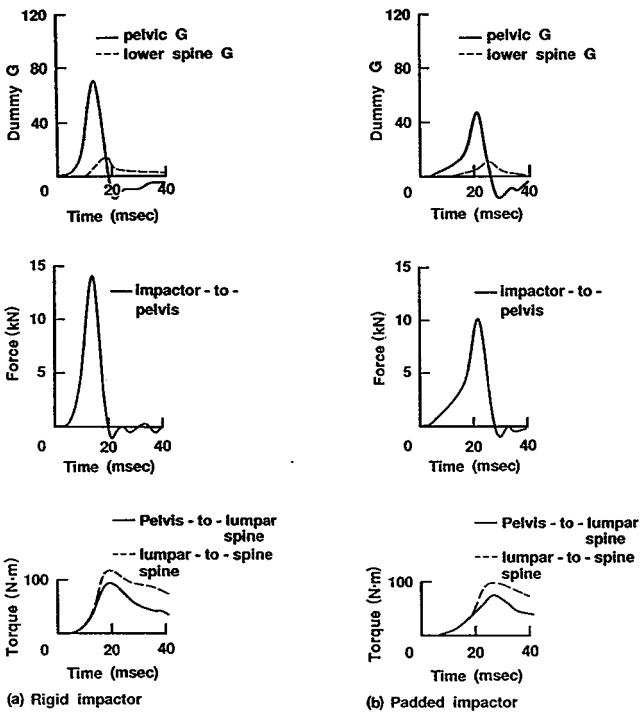 120
80
40
0
20
40
Dummy G
Time (msec)
pelvic G
lower spine G
120
80
40
0
20
40
Dummy G
Time (msec)
pelvic G
lower spine G
15
10
5
0
20
40
Force (kN)
Time (msec)
impactor - to -
pelvis
15
10
5
0
20
40
Force (kN)
Time (msec)
impactor - to -
pelvis
Pelvis - to - lumpar
spine
lumpar - to - spine
spine
100
0
20
40
Torque (N·m)
Time (msec)
(a) Rigid impactor
Pelvis - to - lumpar
spine
lumpar - to - spine
spine
100
0
20
40
Torque (N·m)
Time (msec)
(b) Padded impactor